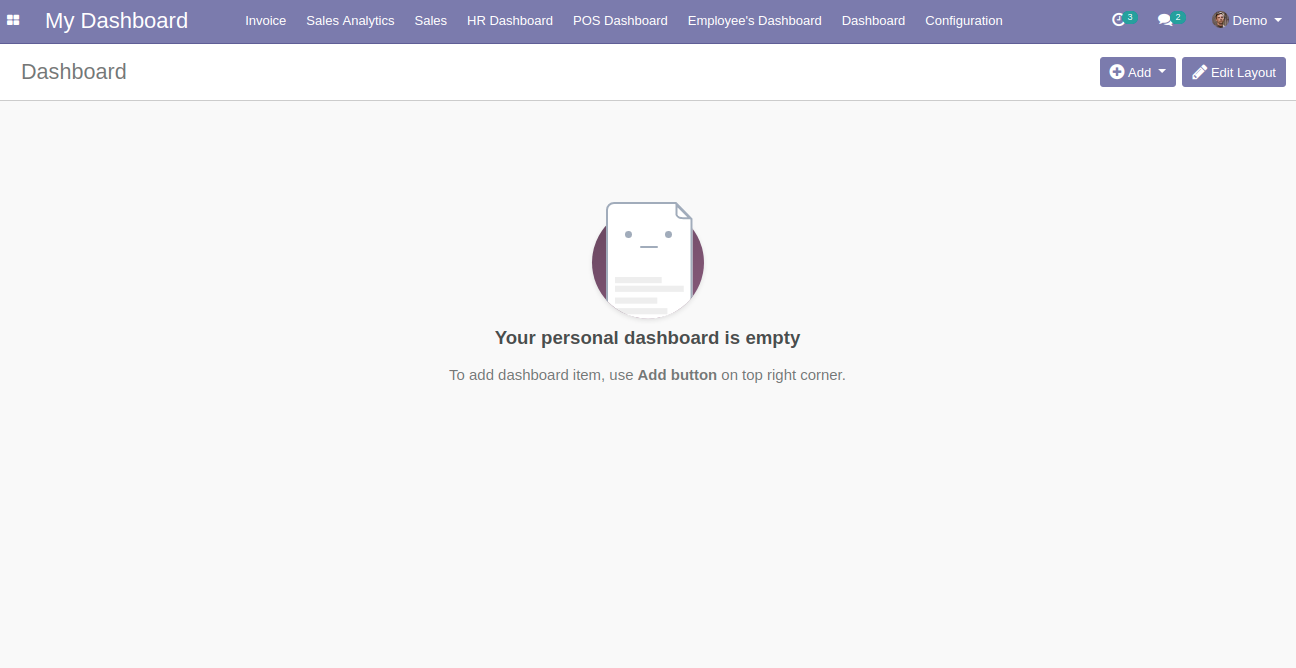 My Dashboard Invoice Sales Analytics Sales HR Dashboard POS Dashboard Employee's Dashboard Dashboard Configuration 3 2 Demo
Dashboard Add Edit Layout
Your personal dashboard is empty
To add dashboard item, use Add button on top right corner.